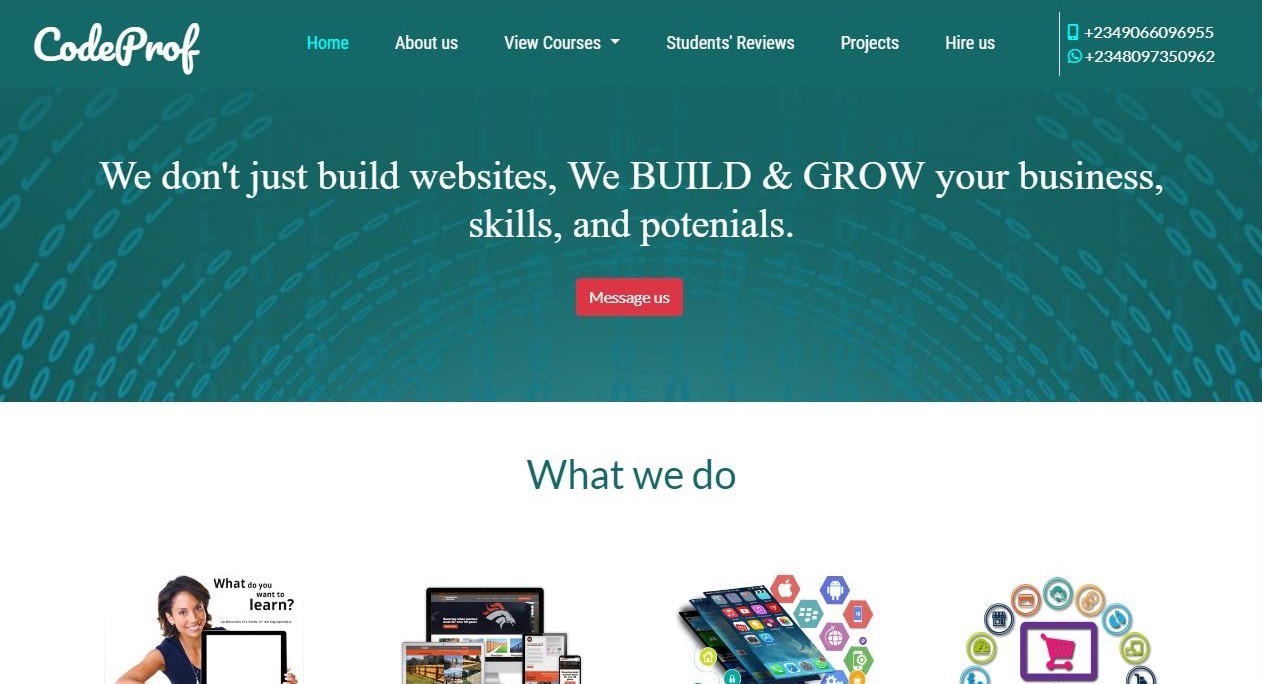 CodeProf
Home
About us
View Courses
Students' Reviews
Projects
Hire us
+2349066096955
+2348097350962
We don't just build websites, We BUILD & GROW your business,
skills, and potenials.
Message us
What we do
What do you
want to
learn?